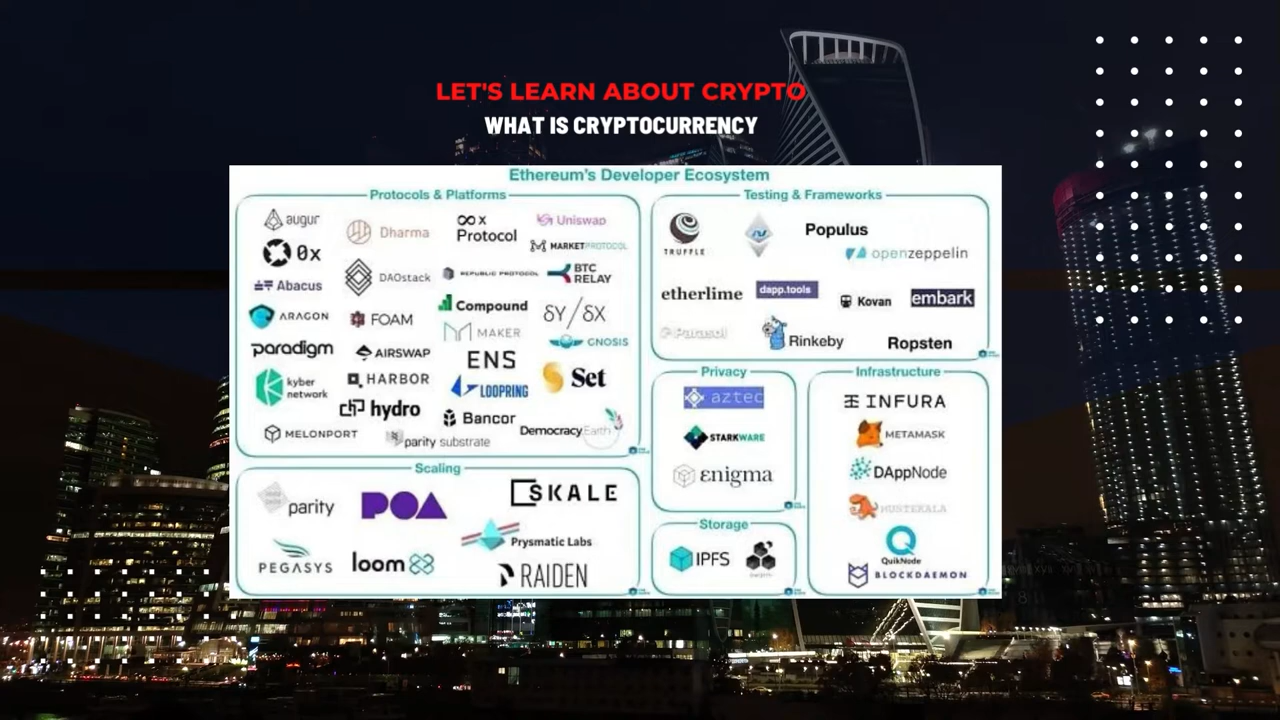 LET'S LEARN ABOUT CRYPTO
WHAT IS CRYPTOCURRENCY
Ethereum's Developer Ecosystem
Protocols & Platforms
augur
Dharma
0x Protocol
Uniswap
0x
MARKETPROTOCOL
Abacus
DAOstack
REPUBLIC PROTOCOL
BTC RELAY
ARAGON
FOAM
Compound
δY/δX
MAKER
GNOSIS
paradigm
AIRSWAP
ENS
kyber network
HARBOR
LOOPRING
Set
hydro
Bancor
DemocracyEarth
MELONPORT
parity substrate
Scaling
parity
POA
SKALE
Prysmatic Labs
PEGASYS
loom
RAIDEN
Testing & Frameworks
TRUFFLE
Populus
openzeppelin
etherlime
dapp.tools
Kovan
embark
Parasol
Rinkeby
Ropsten
Privacy
aztec
STARKWARE
enigma
Storage
IPFS
swarm
Infrastructure
INFURA
METAMASK
DAppNode
MUSTEKALA
QuikNode
BLOCKDAEMON